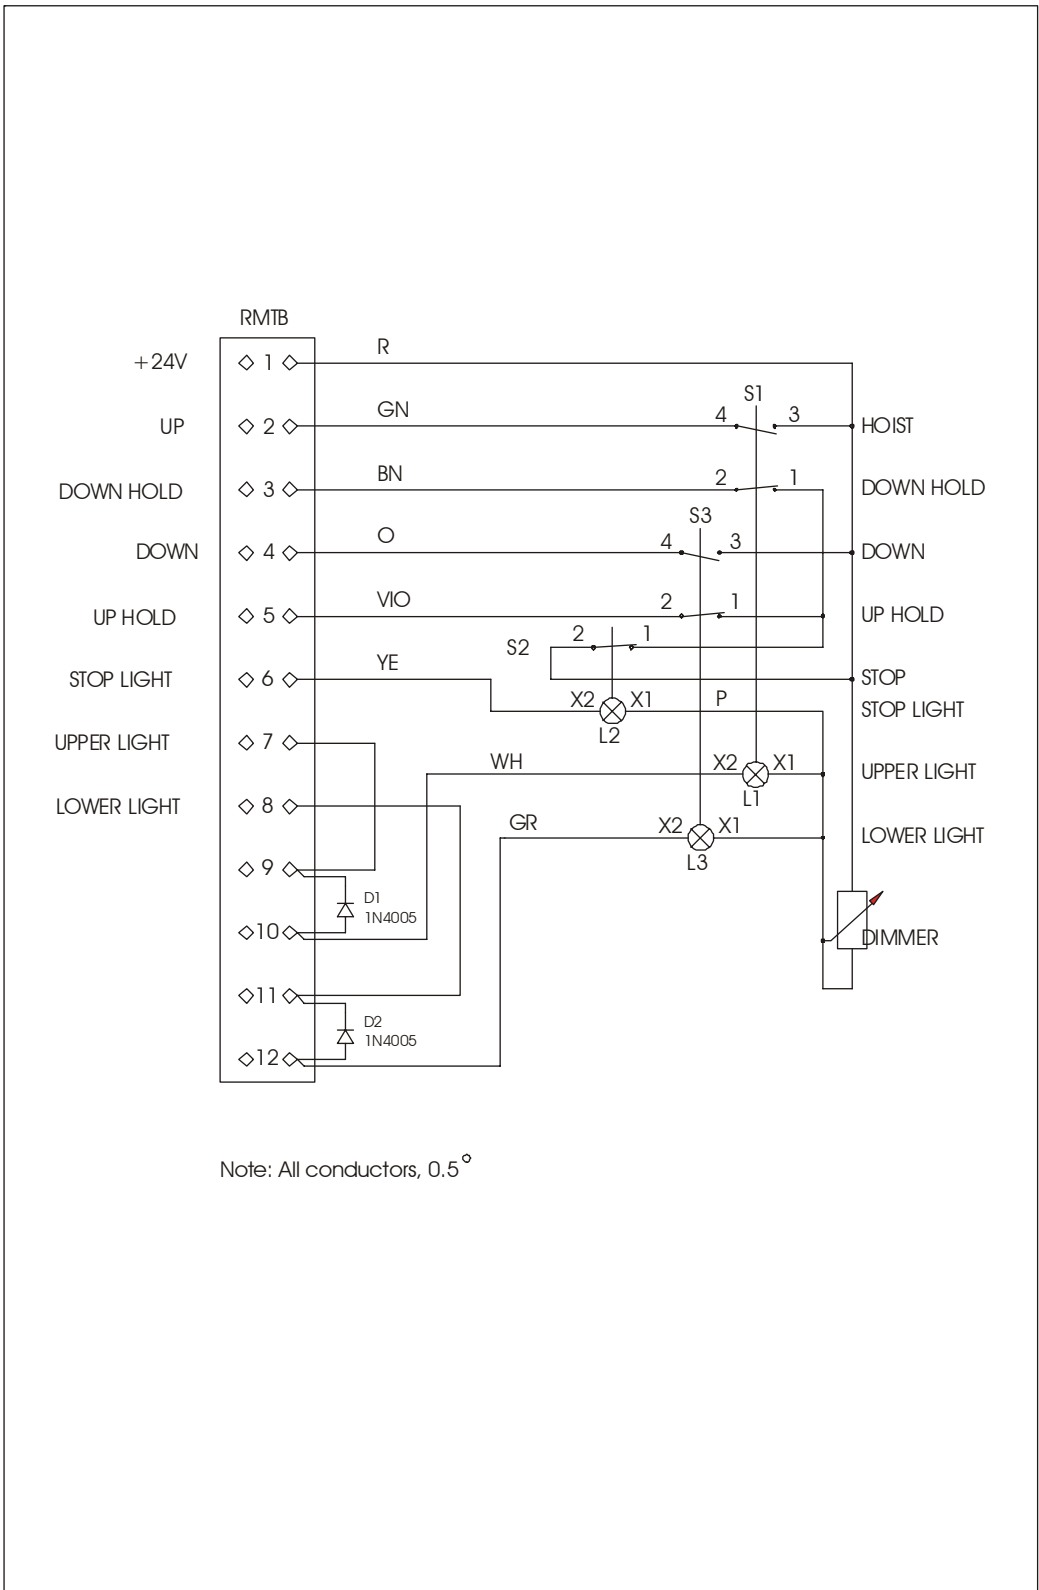 RMTB
+24V 1 R
S1
UP 2 GN 4 3 HOIST
DOWN HOLD 3 BN 2 1 DOWN HOLD
S3
DOWN 4 O 4 3 DOWN
UP HOLD 5 VIO 2 1 UP HOLD
S2 2 1
STOP LIGHT 6 YE STOP
X2 X1 P STOP LIGHT
L2
UPPER LIGHT 7
WH X2 X1 UPPER LIGHT
L1
LOWER LIGHT 8
GR X2 X1 LOWER LIGHT
L3
9
D1
1N4005
10 DIMMER
11
D2
1N4005
12
Note: All conductors, 0.5°